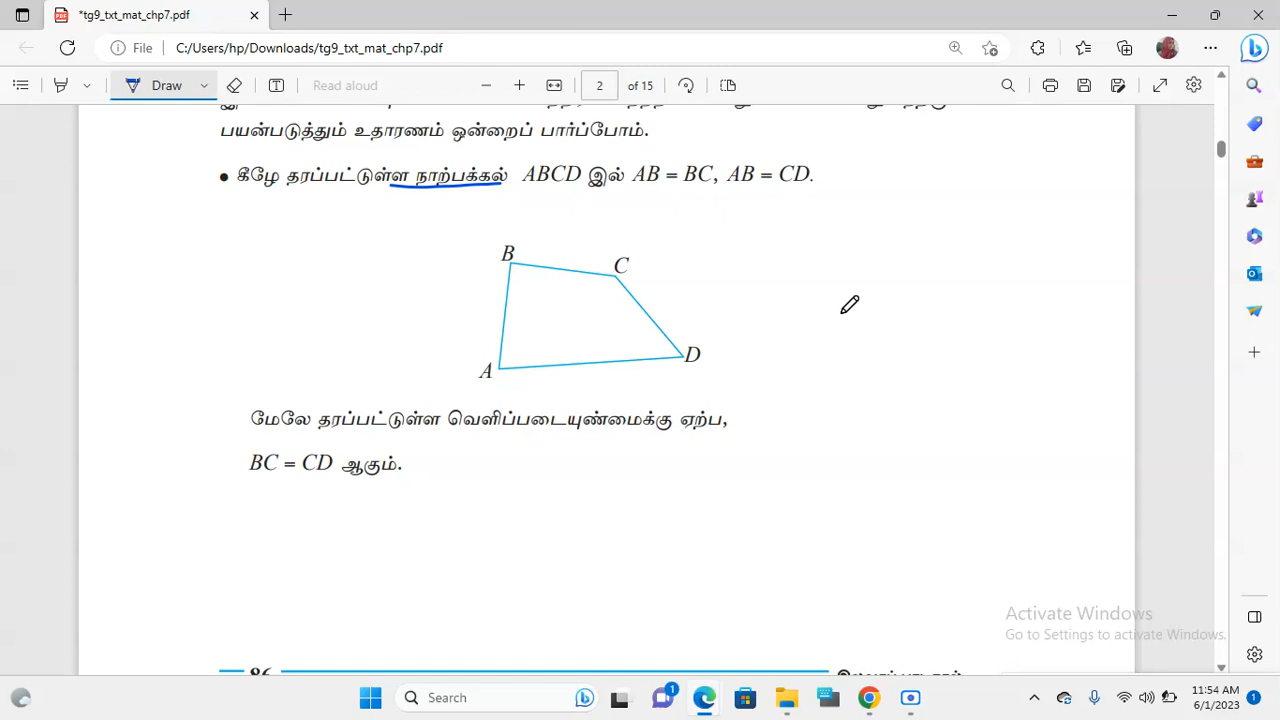 *tg9_txt_mat_chp7.pdf
File C:/Users/hp/Downloads/tg9_txt_mat_chp7.pdf
Draw Read aloud 2 of 15
பயன்படுத்தும் உதாரணம் ஒன்றைப் பார்ப்போம்.
• கீழே தரப்பட்டுள்ள நாற்பக்கல் ABCD இல் AB = BC, AB = CD.
B
C
D
A
மேலே தரப்பட்டுள்ள வெளிப்படையுண்மைக்கு ஏற்ப,
BC = CD ஆகும்.
Activate Windows
Go to Settings to activate Windows.
86
Search 1 11:54 AM 1
6/1/2023